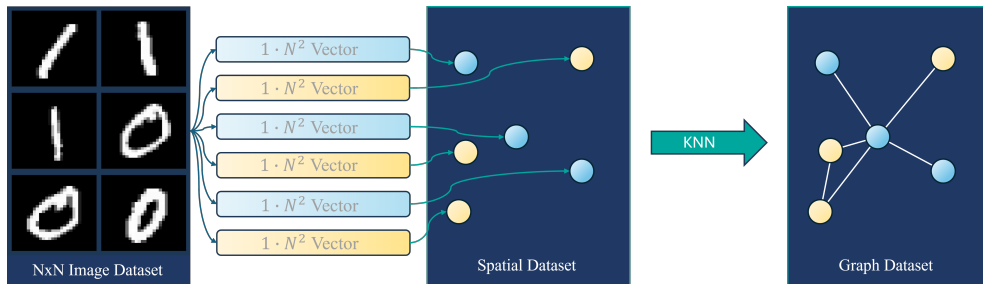 1 · N² Vector
1 · N² Vector
1 · N² Vector
1 · N² Vector
1 · N² Vector
1 · N² Vector
KNN
NxN Image Dataset
Spatial Dataset
Graph Dataset